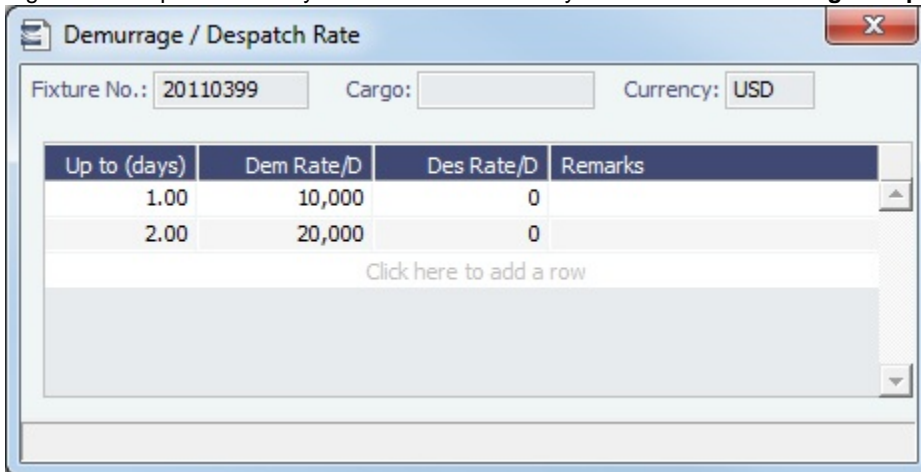 Demurrage / Despatch Rate
Fixture No.: 20110399 Cargo: Currency: USD
Up to (days) Dem Rate/D Des Rate/D Remarks
1.00 10,000 0
2.00 20,000 0
Click here to add a row